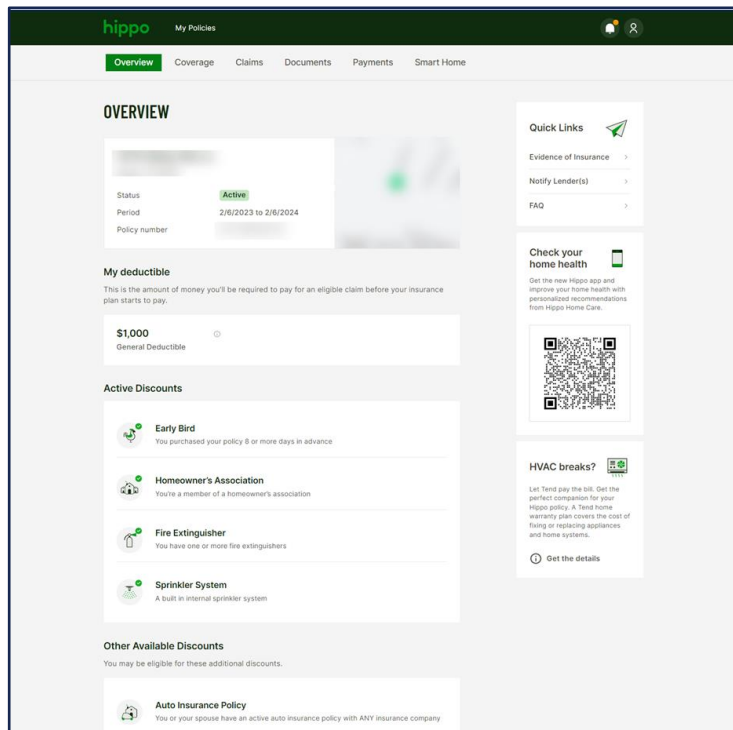 hippo
My Policies
Overview
Coverage
Claims
Documents
Payments
Smart Home
OVERVIEW
Status
Active
Period
2/6/2023 to 2/6/2024
Policy number
My deductible
This is the amount of money you'll be required to pay for an eligible claim before your insurance
plan starts to pay.
$1,000
General Deductible
Active Discounts
Early Bird
You purchased your policy 8 or more days in advance
Homeowner's Association
You're a member of a homeowner's association
Fire Extinguisher
You have one or more fire extinguishers
Sprinkler System
A built in internal sprinkler system
Other Available Discounts
You may be eligible for these additional discounts.
Auto Insurance Policy
You or your spouse have an active auto insurance policy with ANY insurance company
Quick Links
Evidence of Insurance
Notify Lender(s)
FAQ
Check your
home health
Get the new Hippo app and
improve your home health with
personalized recommendations
from Hippo Home Care.
HVAC breaks?
Let Tend pay the bill. Get the
perfect companion for your
Hippo policy. A Tend home
warranty plan covers the cost of
fixing or replacing appliances
and home systems.
Get the details